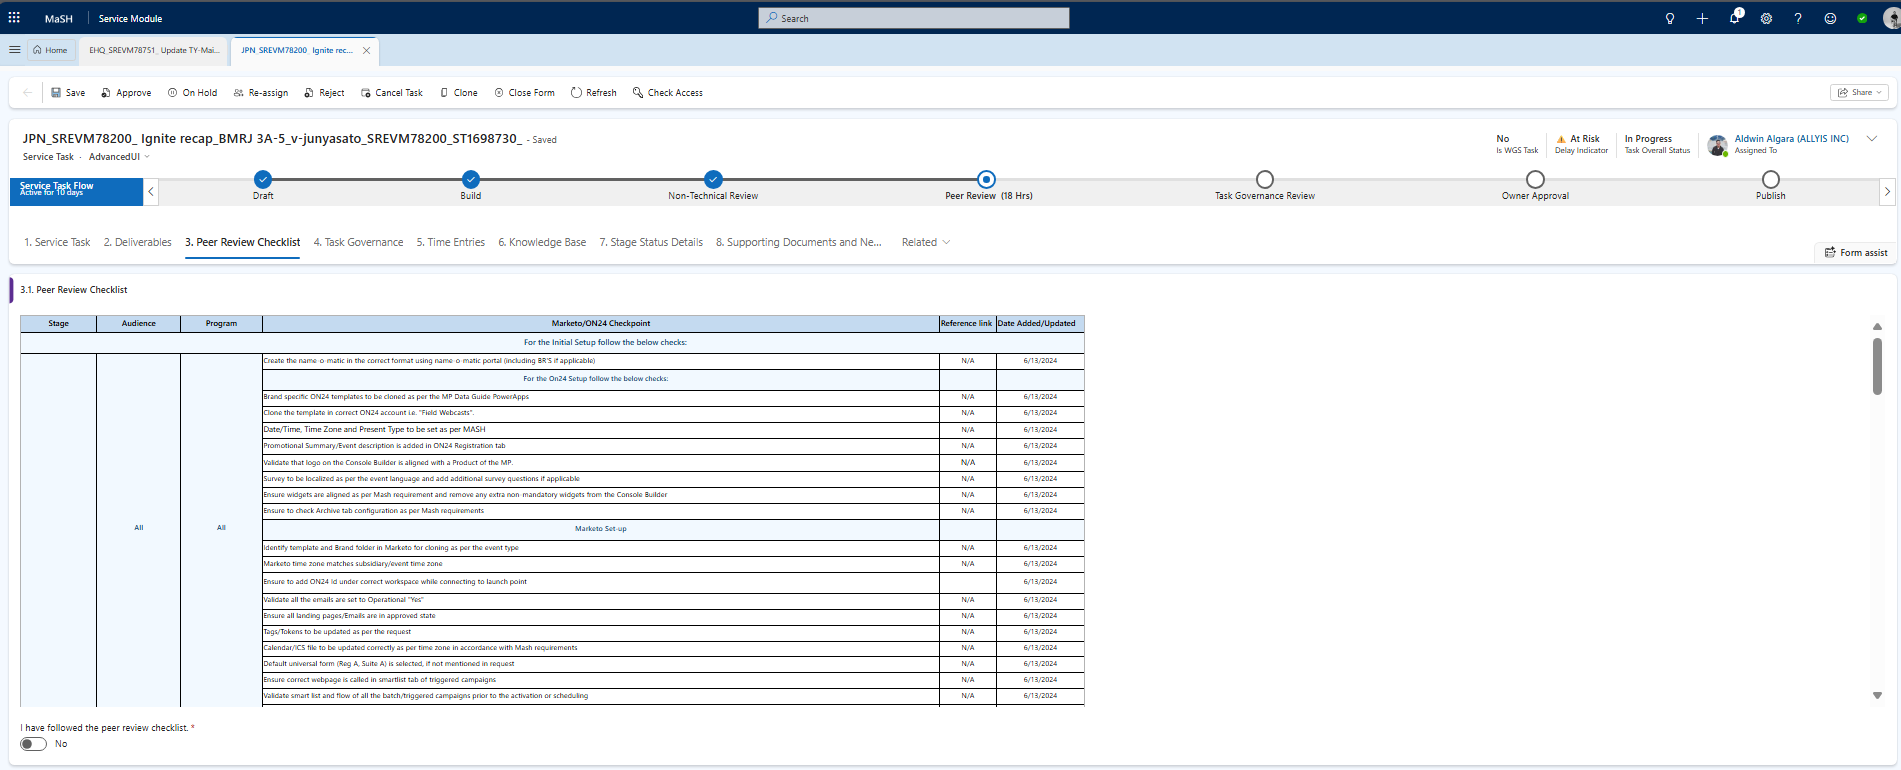 MaSH Service Module Search 1
Home EHQ_SREVM78751_ Update TY-Mai... JPN_SREVM78200_ Ignite rec...
Save Approve On Hold Re-assign Reject Cancel Task Clone Close Form Refresh Check Access Share
JPN_SREVM78200_ Ignite recap_BMRJ 3A-5_v-junyasato_SREVM78200_ST1698730_ - Saved
Service Task · AdvancedUI
No
Is WGS Task
At Risk
Delay Indicator
In Progress
Task Overall Status
Aldwin Algara (ALLYIS INC)
Assigned To
Service Task Flow
Active for 10 days
Draft Build Non-Technical Review Peer Review (18 Hrs) Task Governance Review Owner Approval Publish
1. Service Task 2. Deliverables 3. Peer Review Checklist 4. Task Governance 5. Time Entries 6. Knowledge Base 7. Stage Status Details 8. Supporting Documents and Ne... Related
Form assist
3.1. Peer Review Checklist
Stage Audience Program Marketo/ON24 Checkpoint Reference link Date Added/Updated
For the Initial Setup follow the below checks:
Create the name-o-matic in the correct format using name-o-matic portal (including BR'S if applicable) N/A 6/13/2024
For the On24 Setup follow the below checks:
Brand specific ON24 templates to be cloned as per the MP Data Guide PowerApps N/A 6/13/2024
Clone the template in correct ON24 account i.e. "Field Webcasts". N/A 6/13/2024
Date/Time, Time Zone and Present Type to be set as per MASH N/A 6/13/2024
Promotional Summary/Event description is added in ON24 Registration tab N/A 6/13/2024
Validate that logo on the Console Builder is aligned with a Product of the MP. N/A 6/13/2024
Survey to be localized as per the event language and add additional survey questions if applicable N/A 6/13/2024
Ensure widgets are aligned as per Mash requirement and remove any extra non-mandatory widgets from the Console Builder N/A 6/13/2024
Ensure to check Archive tab configuration as per Mash requirements N/A 6/13/2024
All All Marketo Set-up
Identify template and Brand folder in Marketo for cloning as per the event type N/A 6/13/2024
Marketo time zone matches subsidiary/event time zone N/A 6/13/2024
Ensure to add ON24 Id under correct workspace while connecting to launch point 6/13/2024
Validate all the emails are set to Operational "Yes" N/A 6/13/2024
Ensure all landing pages/Emails are in approved state N/A 6/13/2024
Tags/Tokens to be updated as per the request N/A 6/13/2024
Calendar/ICS file to be updated correctly as per time zone in accordance with Mash requirements N/A 6/13/2024
Default universal form (Reg A, Suite A) is selected, if not mentioned in request N/A 6/13/2024
Ensure correct webpage is called in smartlist tab of triggered campaigns N/A 6/13/2024
Validate smart list and flow of all the batch/triggered campaigns prior to the activation or scheduling N/A 6/13/2024
I have followed the peer review checklist. *
No